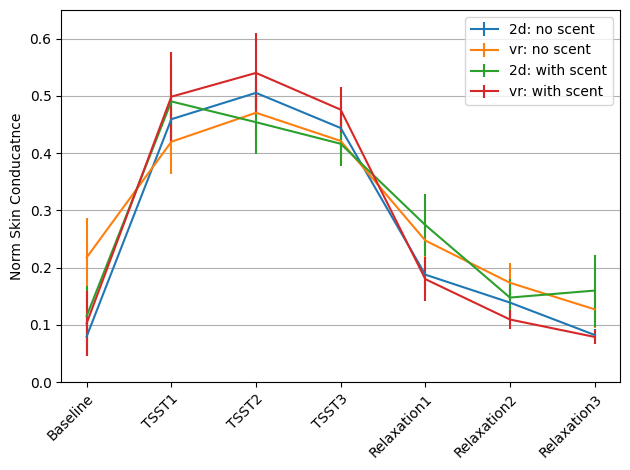 2d: no scent
vr: no scent
2d: with scent
vr: with scent
Norm Skin Conducatnce
0.6
0.5
0.4
0.3
0.2
0.1
0.0
Baseline
TSST1
TSST2
TSST3
Relaxation1
Relaxation2
Relaxation3